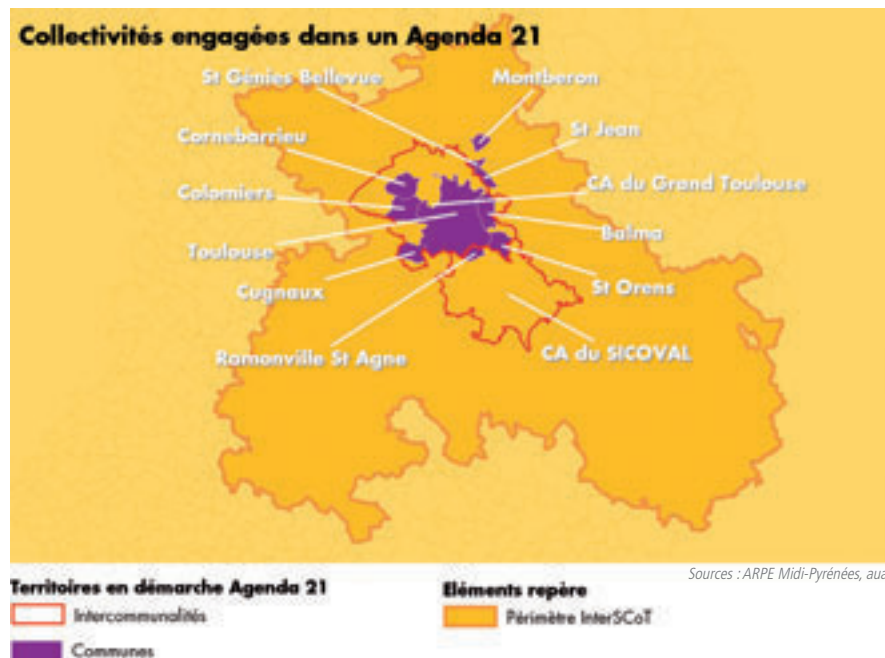 Collectivités engagées dans un Agenda 21
St Génies Bellevue
Montberon
Cornebarrieu
St Jean
Colomiers
CA du Grand Toulouse
Toulouse
Balma
Cugnaux
St Orens
Ramonville St Agne
CA du SICOVAL
Sources : ARPE Midi-Pyrénées, aua
Territoires en démarche Agenda 21
Eléments repère
Intercommunalités
Périmètre InterSCoT
Communes